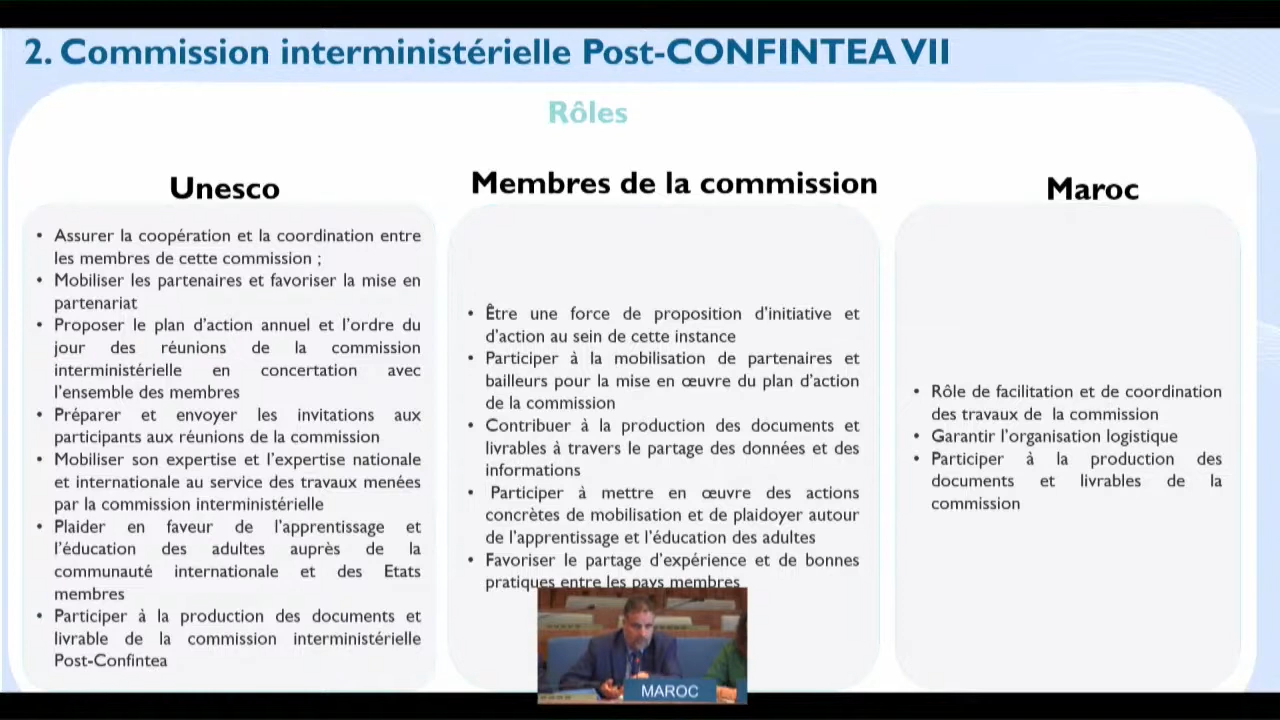 2. Commission interministérielle Post-CONFINTEA VII
Rôles
Unesco
• Assurer la coopération et la coordination entre
les membres de cette commission ;
• Mobiliser les partenaires et favoriser la mise en
partenariat
• Proposer le plan d’action annuel et l’ordre du
jour des réunions de la commission
interministérielle en concertation avec
l’ensemble des membres
• Préparer et envoyer les invitations aux
participants aux réunions de la commission
• Mobiliser son expertise et l’expertise nationale
et internationale au service des travaux menées
par la commission interministérielle
• Plaider en faveur de l’apprentissage et
l’éducation des adultes auprès de la
communauté internationale et des Etats
membres
• Participer à la production des documents et
livrable de la commission interministérielle
Post-Confintea
Membres de la commission
• Être une force de proposition d’initiative et
d’action au sein de cette instance
• Participer à la mobilisation de partenaires et
bailleurs pour la mise en œuvre du plan d’action
de la commission
• Contribuer à la production des documents et
livrables à travers le partage des données et des
informations
• Participer à mettre en œuvre des actions
concrètes de mobilisation et de plaidoyer autour
de l’apprentissage et l’éducation des adultes
• Favoriser le partage d’expérience et de bonnes
pratiques entre les pays membres
Maroc
• Rôle de facilitation et de coordination
des travaux de la commission
• Garantir l’organisation logistique
• Participer à la production des
documents et livrables de la
commission
MAROC